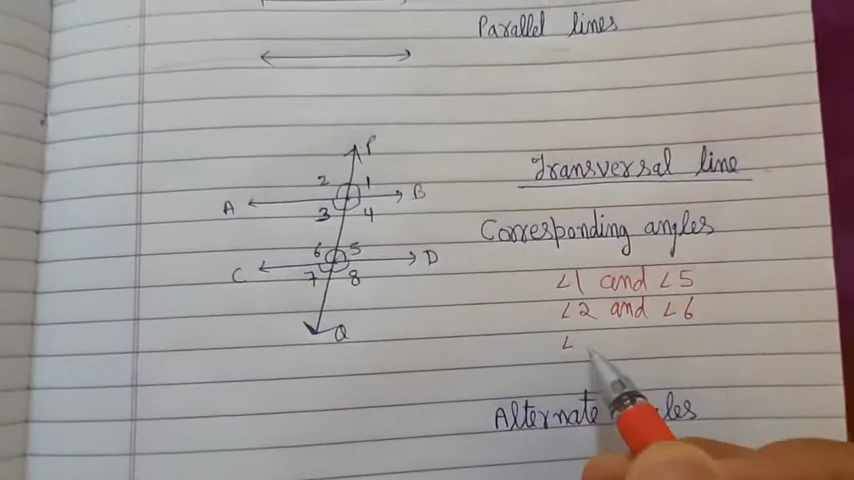 Parallel lines
P
2 1
A B
3 4
Transversal line
Corresponding angles
6 5
C D
7 8
Q
∠1 and ∠5
∠2 and ∠6
∠
Alternate